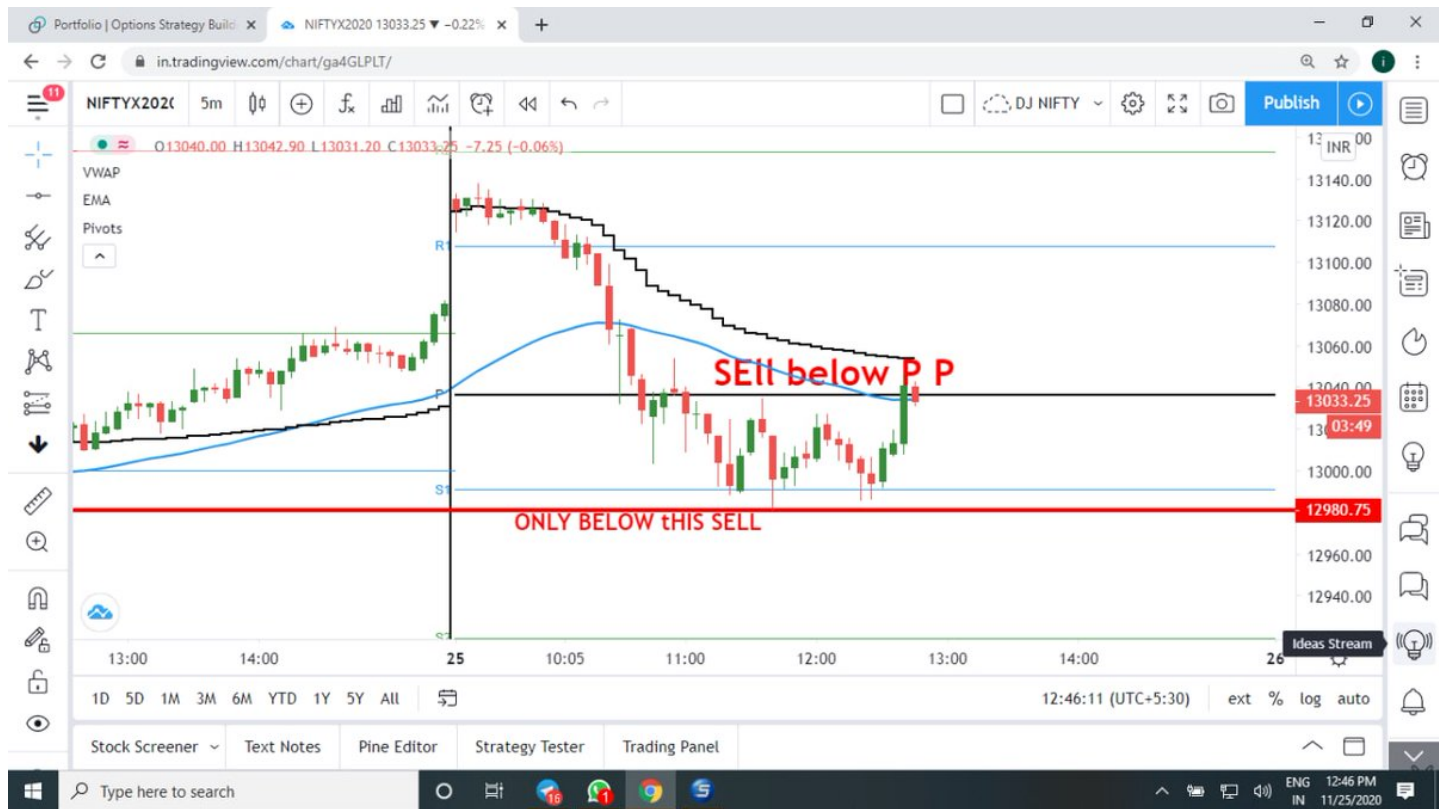 Portfolio | Options Strategy Build
NIFTYX2020 13033.25 ▼ −0.22%
in.tradingview.com/chart/ga4GLPLT/
i
11
NIFTYX202
5m
DJ NIFTY
Publish
O13040.00 H13042.90 L13031.20 C13033.25 −7.25 (−0.06%)
INR
VWAP
EMA
Pivots
13140.00
13120.00
R1
13100.00
13080.00
13060.00
SEll below P P
P
13040.00
13033.25
03:49
13000.00
S1
12980.75
ONLY BELOW tHIS SELL
12960.00
12940.00
Ideas Stream
13:00 14:00 25 10:05 11:00 12:00 13:00 14:00 26
1D 5D 1M 3M 6M YTD 1Y 5Y All
12:46:11 (UTC+5:30) ext % log auto
Stock Screener Text Notes Pine Editor Strategy Tester Trading Panel
Type here to search
16
1
S
ENG
IN
12:46 PM
11/25/2020